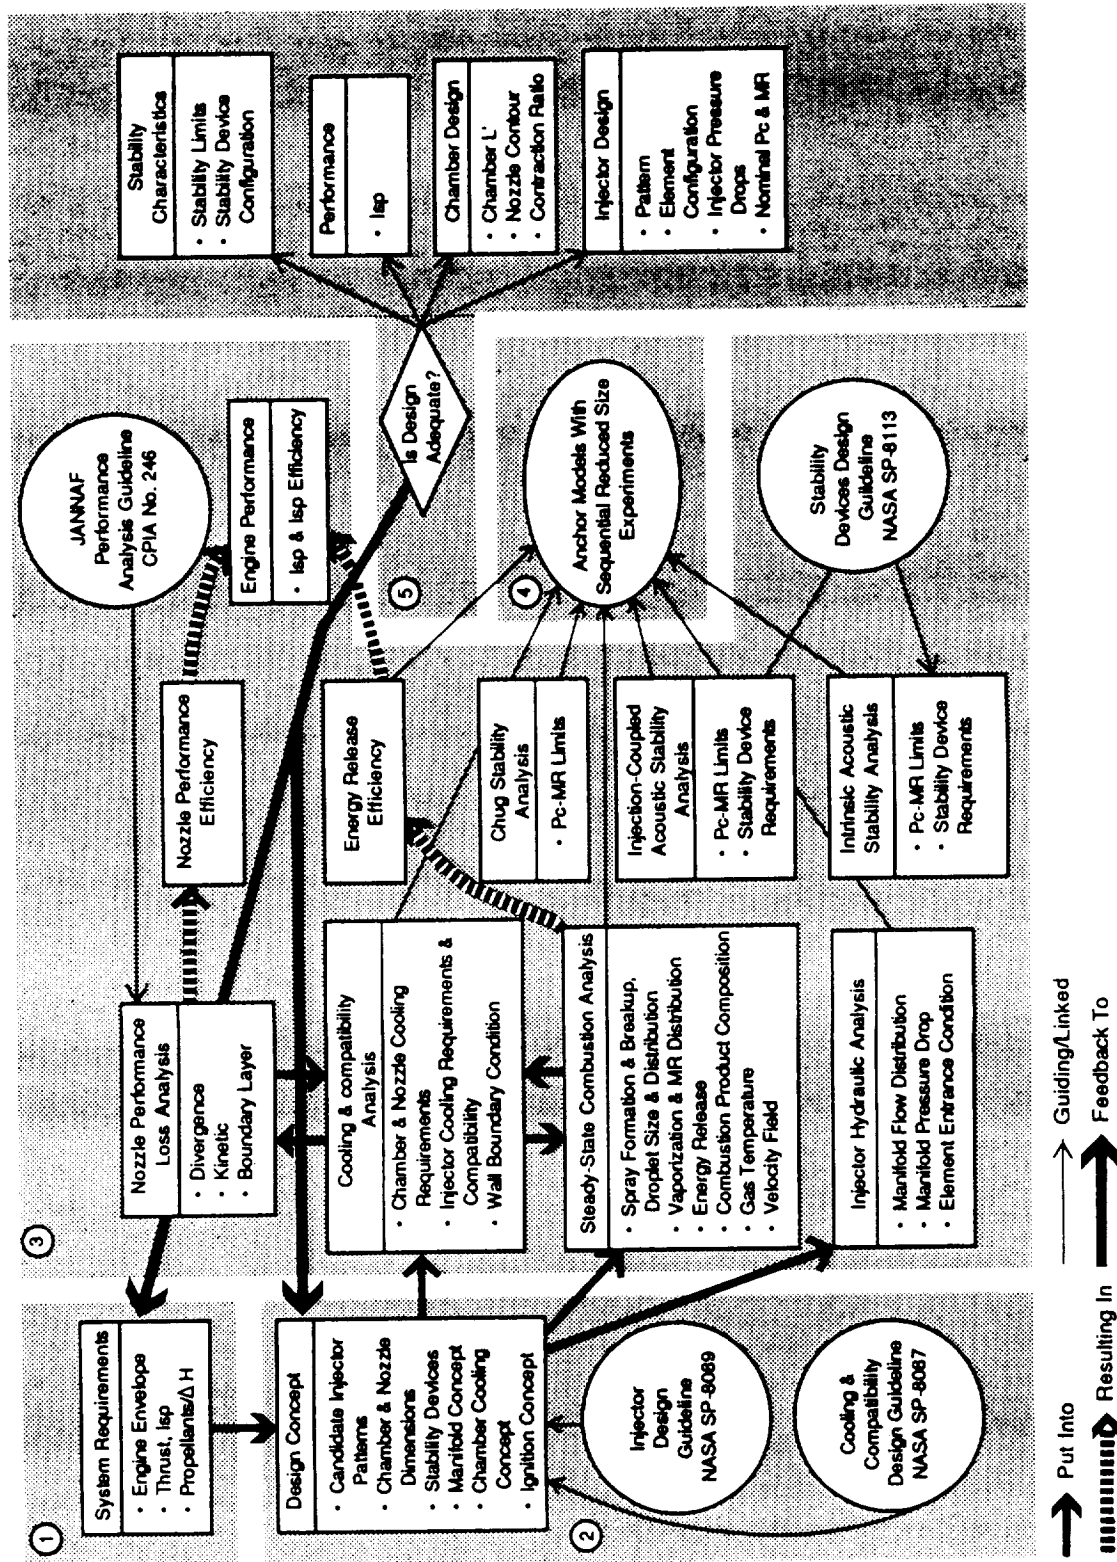 1
System Requirements
• Engine Envelope
• Thrust, Isp
• Propellants/Δ H
Design Concept
• Candidate Injector
Patterns
• Chamber & Nozzle
Dimensions
• Stability Devices
• Manifold Concept
• Chamber Cooling
Concept
• Ignition Concept
2
Injector
Design
Guideline
NASA SP-8089
Cooling &
Compatibility
Design Guideline
NASA SP-8087
3
Nozzle Performance
Loss Analysis
• Divergence
• Kinetic
• Boundary Layer
Cooling & compatibility
Analysis
• Chamber & Nozzle Cooling
Requirements
• Injector Cooling Requirements &
Compatibility
• Wall Boundary Condition
Steady-State Combustion Analysis
• Spray Formation & Breakup,
Droplet Size & Distribution
• Vaporization & MR Distribution
• Energy Release
• Combustion Product Composition
• Gas Temperature
• Velocity Field
Injector Hydraulic Analysis
• Manifold Flow Distribution
• Manifold Pressure Drop
• Element Entrance Condition
Nozzle Performance
Efficiency
Energy Release
Efficiency
Chug Stability
Analysis
• Pc-MR Limits
Injection-Coupled
Acoustic Stability
Analysis
• Pc-MR Limits
• Stability Device
Requirements
Intrinsic Acoustic
Stability Analysis
• Pc-MR Limits
• Stability Device
Requirements
JANNAF
Performance
Analysis Guideline
CPIA No. 246
Engine Performance
• Isp & Isp Efficiency
5
Is Design
Adequate?
4
Anchor Models With
Sequential Reduced Size
Experiments
Stability
Devices Design
Guildeline
NASA SP-8113
Stability
Characteristics
• Stability Limits
• Stability Device
Configuration
Performance
• Isp
Chamber Design
• Chamber L'
• Nozzle Contour
• Contraction Ratio
Injector Design
• Pattern
• Element
Configuration
• Injector Pressure
Drops
• Nominal Pc & MR
Put Into
Guiding/Linked
Resulting In
Feedback To